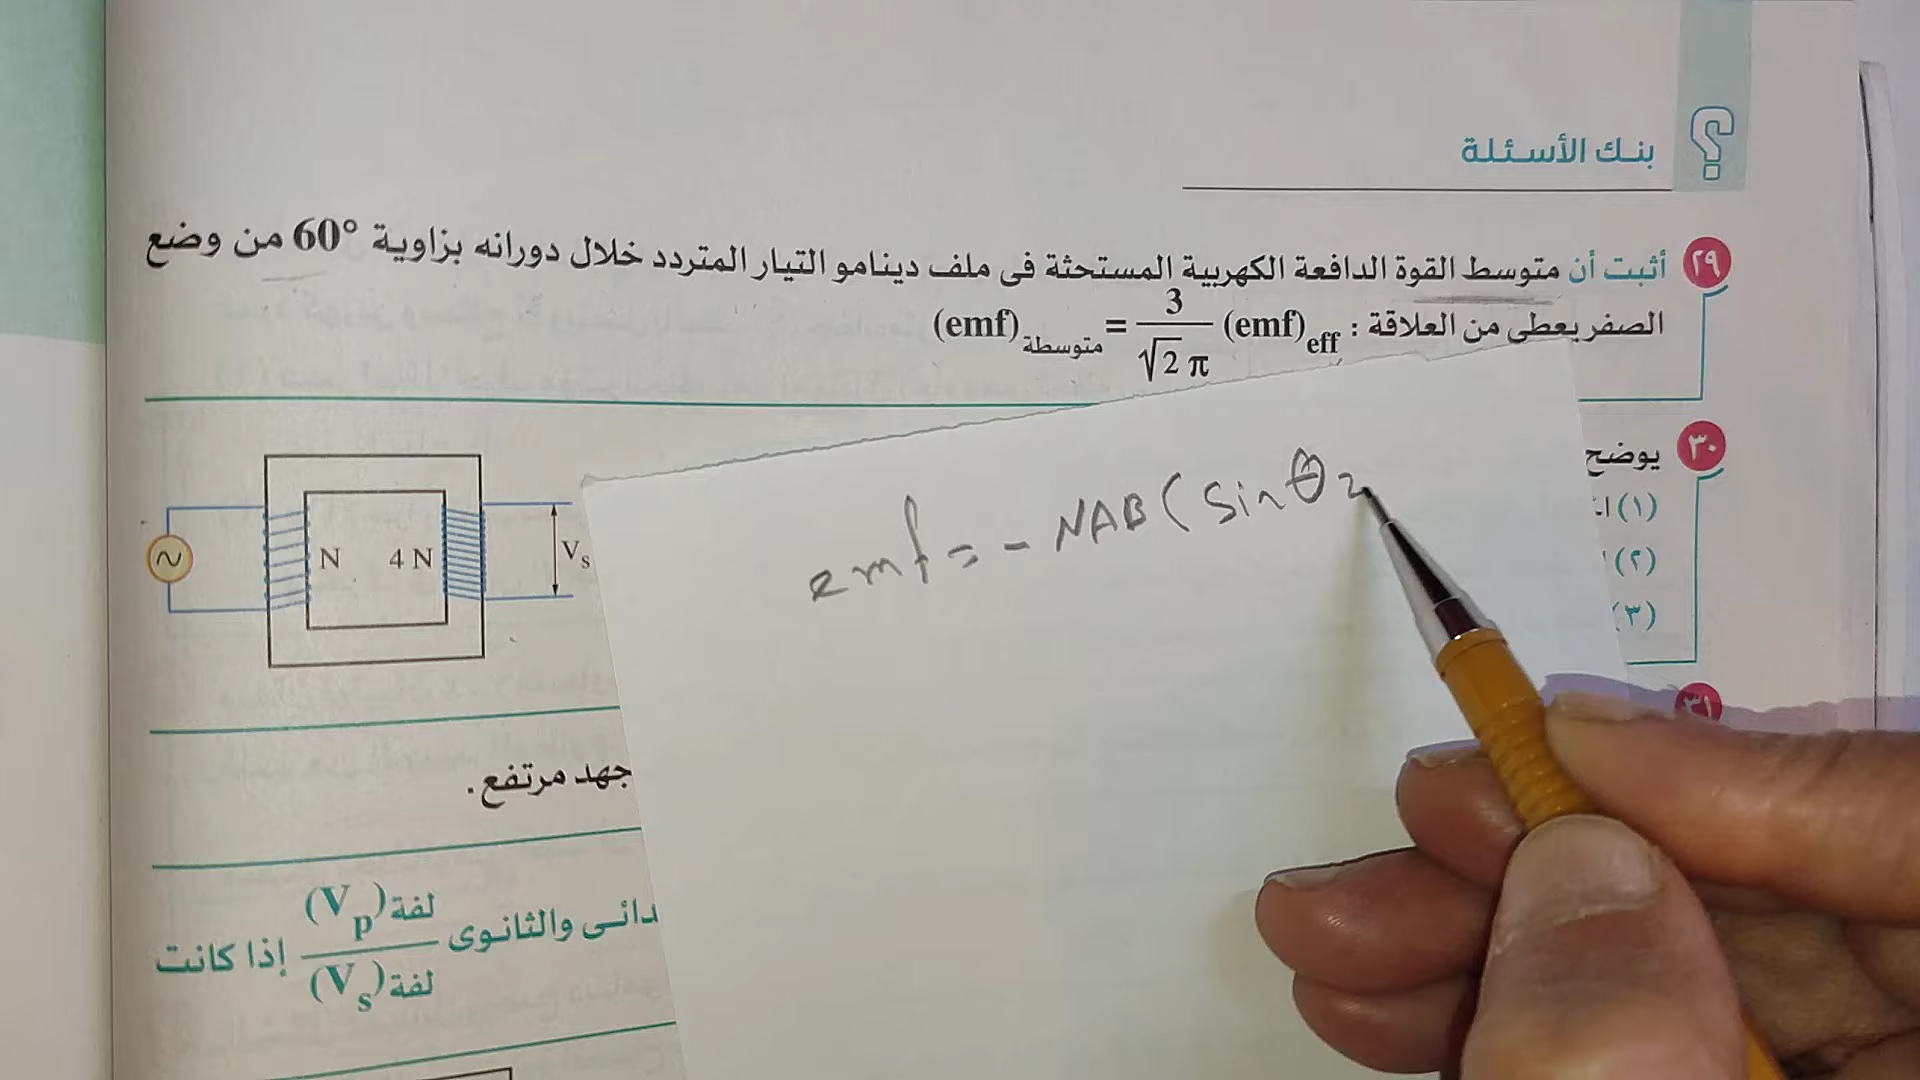 بنك الأسئلة
٢٩ أثبت أن متوسط القوة الدافعة الكهربية المستحثة فى ملف دينامو التيار المتردد خلال دورانه بزاوية 60° من وضع
الصفر يعطى من العلاقة : (emf)متوسطة = 3/√2 π (emf)eff
emf = - NAB ( Sin θ2
٣٠ يوضح
(١)
(٢)
(٣)
N 4 N Vs
٣١
جهد مرتفع .
دائى والثانوى (Vp)لفة / (Vs)لفة إذا كانت